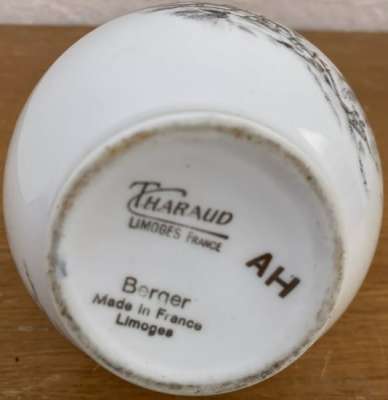 THARAUD
LIMOGES FRANCE
AH
Berger
Made in France
Limoges